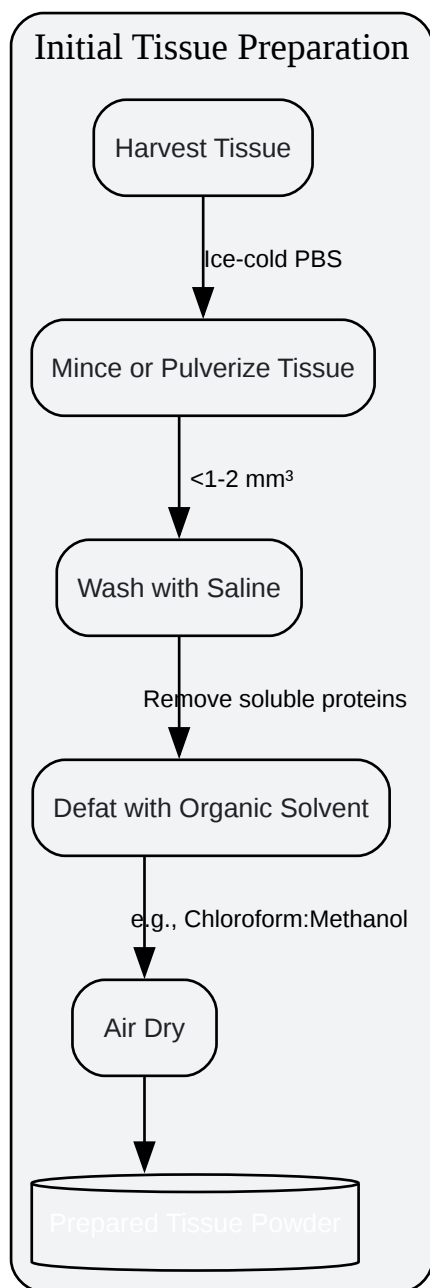 Initial Tissue Preparation
Harvest Tissue
Ice-cold PBS
Mince or Pulverize Tissue
<1-2 mm³
Wash with Saline
Remove soluble proteins
Defat with Organic Solvent
e.g., Chloroform:Methanol
Air Dry
Prepared Tissue Powder